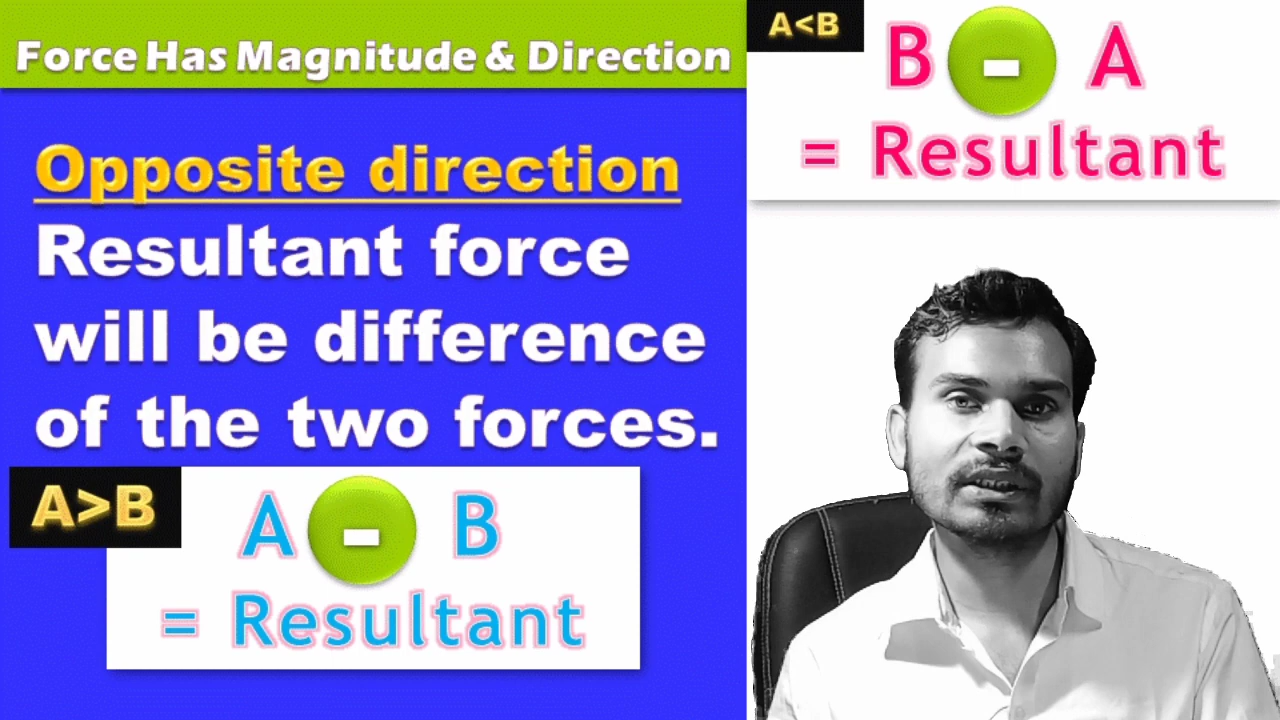 Force Has Magnitude & Direction
Opposite direction
Resultant force
will be difference
of the two forces.
A>B
A - B
= Resultant
A<B
B - A
= Resultant